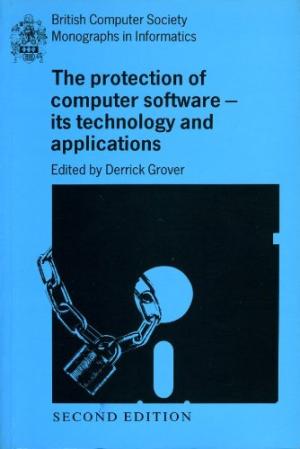 British Computer Society
Monographs in Informatics
The protection of
computer software –
its technology and
applications
Edited by Derrick Grover
SECOND EDITION